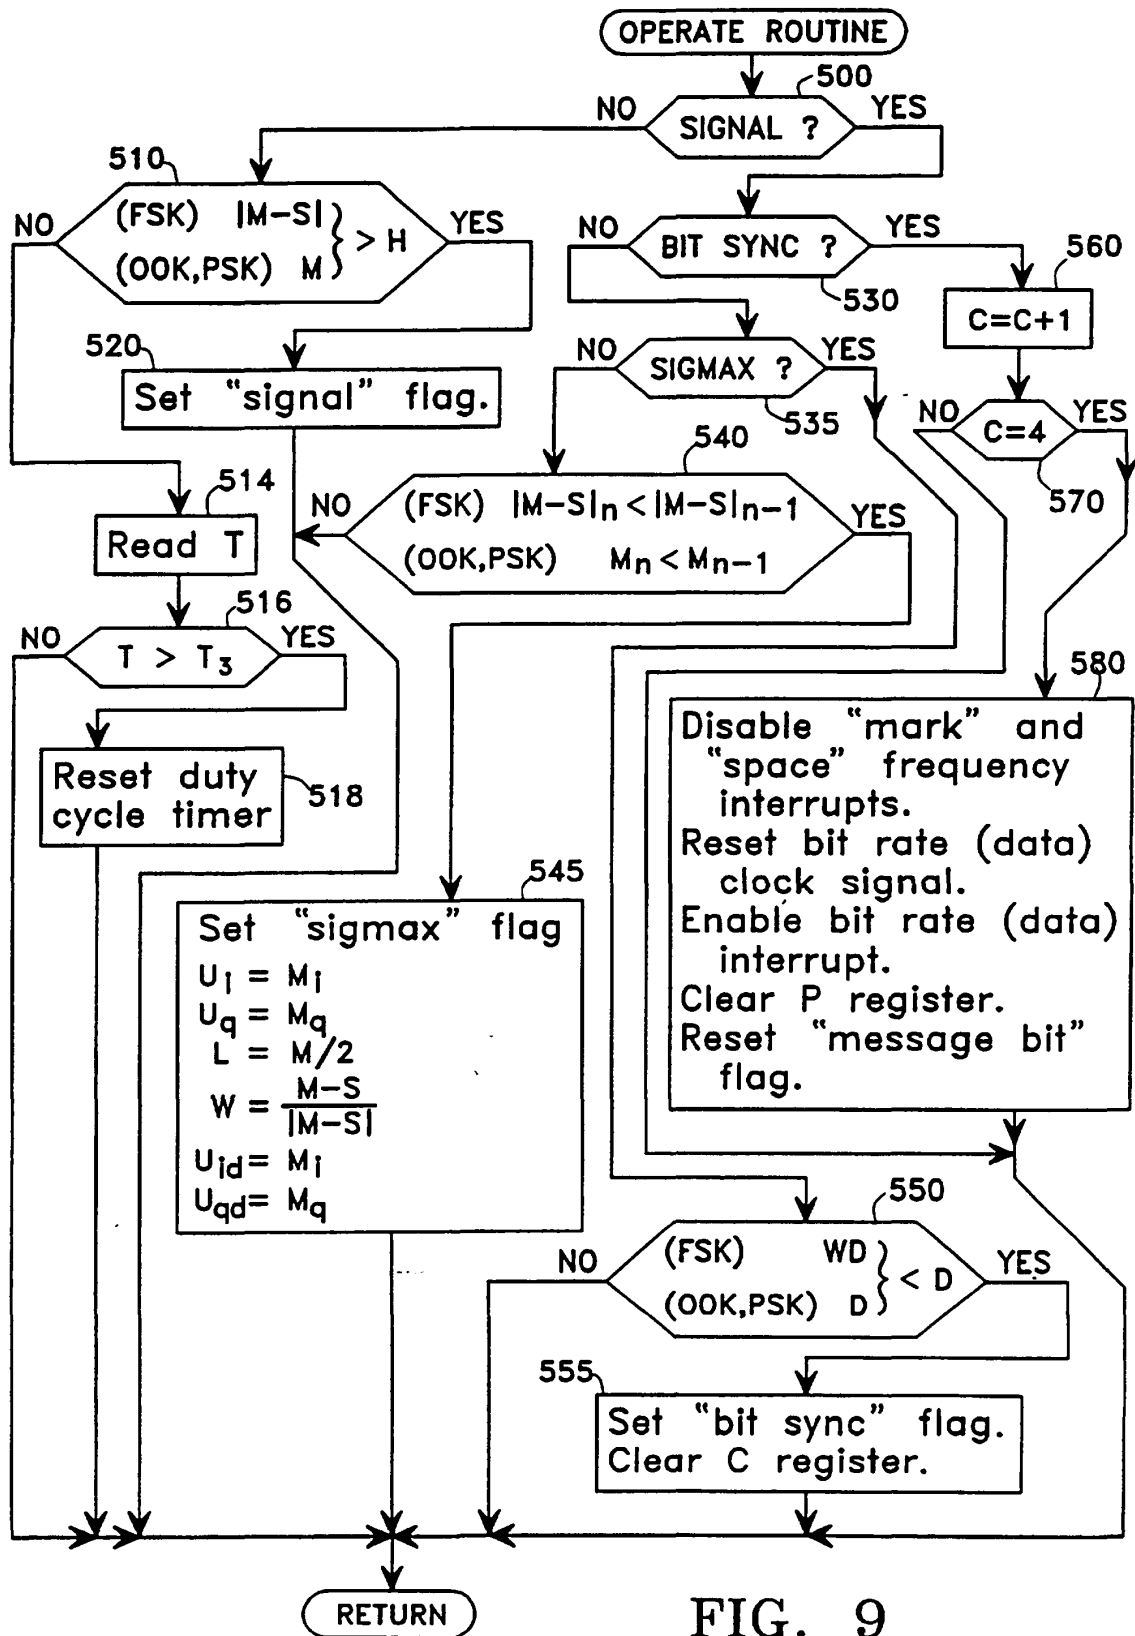 OPERATE ROUTINE
500
NO
SIGNAL ?
YES
510
NO
(FSK) |M-S|
(OOK,PSK) M
} > H
YES
NO
BIT SYNC ?
YES
530
560
C=C+1
520
Set "signal" flag.
NO
SIGMAX ?
YES
535
NO
C=4
YES
570
540
NO
(FSK) |M-S|n < |M-S|n-1
(OOK,PSK) Mn < Mn-1
YES
514
Read T
516
NO
T > T3
YES
Reset duty
cycle timer
518
580
Disable "mark" and
"space" frequency
interrupts.
Reset bit rate (data)
clock signal.
Enable bit rate (data)
interrupt.
Clear P register.
Reset "message bit"
flag.
545
Set "sigmax" flag
Ui = Mi
Uq = Mq
L = M/2
W = M-S
|M-S|
Uid= Mi
Uqd= Mq
550
NO
(FSK) WD
(OOK,PSK) D
} < D
YES
555
Set "bit sync" flag.
Clear C register.
RETURN
FIG. 9